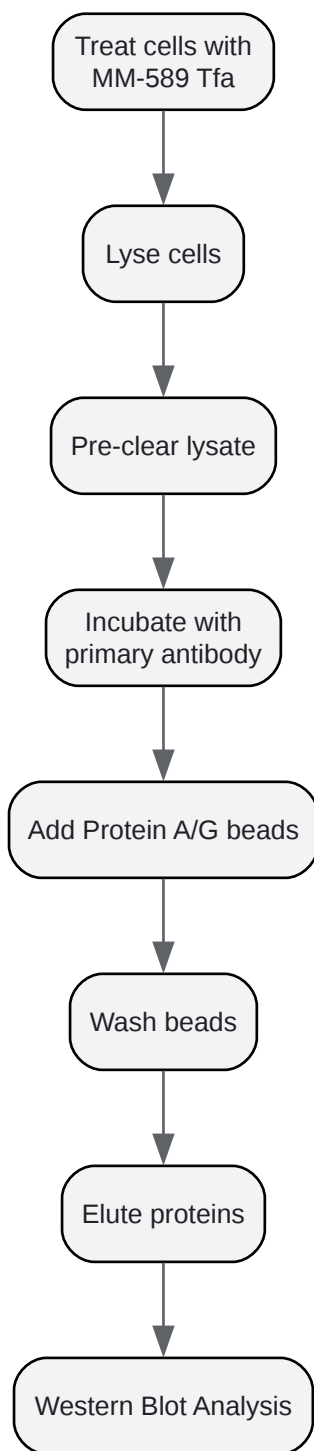 Treat cells with
MM-589 Tfa
Lyse cells
Pre-clear lysate
Incubate with
primary antibody
Add Protein A/G beads
Wash beads
Elute proteins
Western Blot Analysis